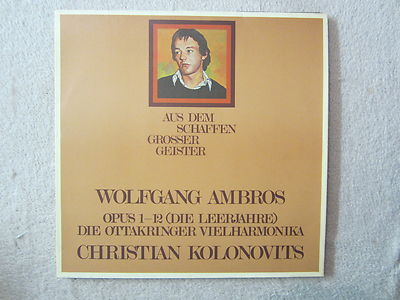 AUS DEM
SCHAFFEN
GROSSER
GEISTER
WOLFGANG AMBROS
OPUS 1-12 (DIE LEERJAHRE)
DIE OTTAKRINGER VIELHARMONIKA
CHRISTIAN KOLONOVITS